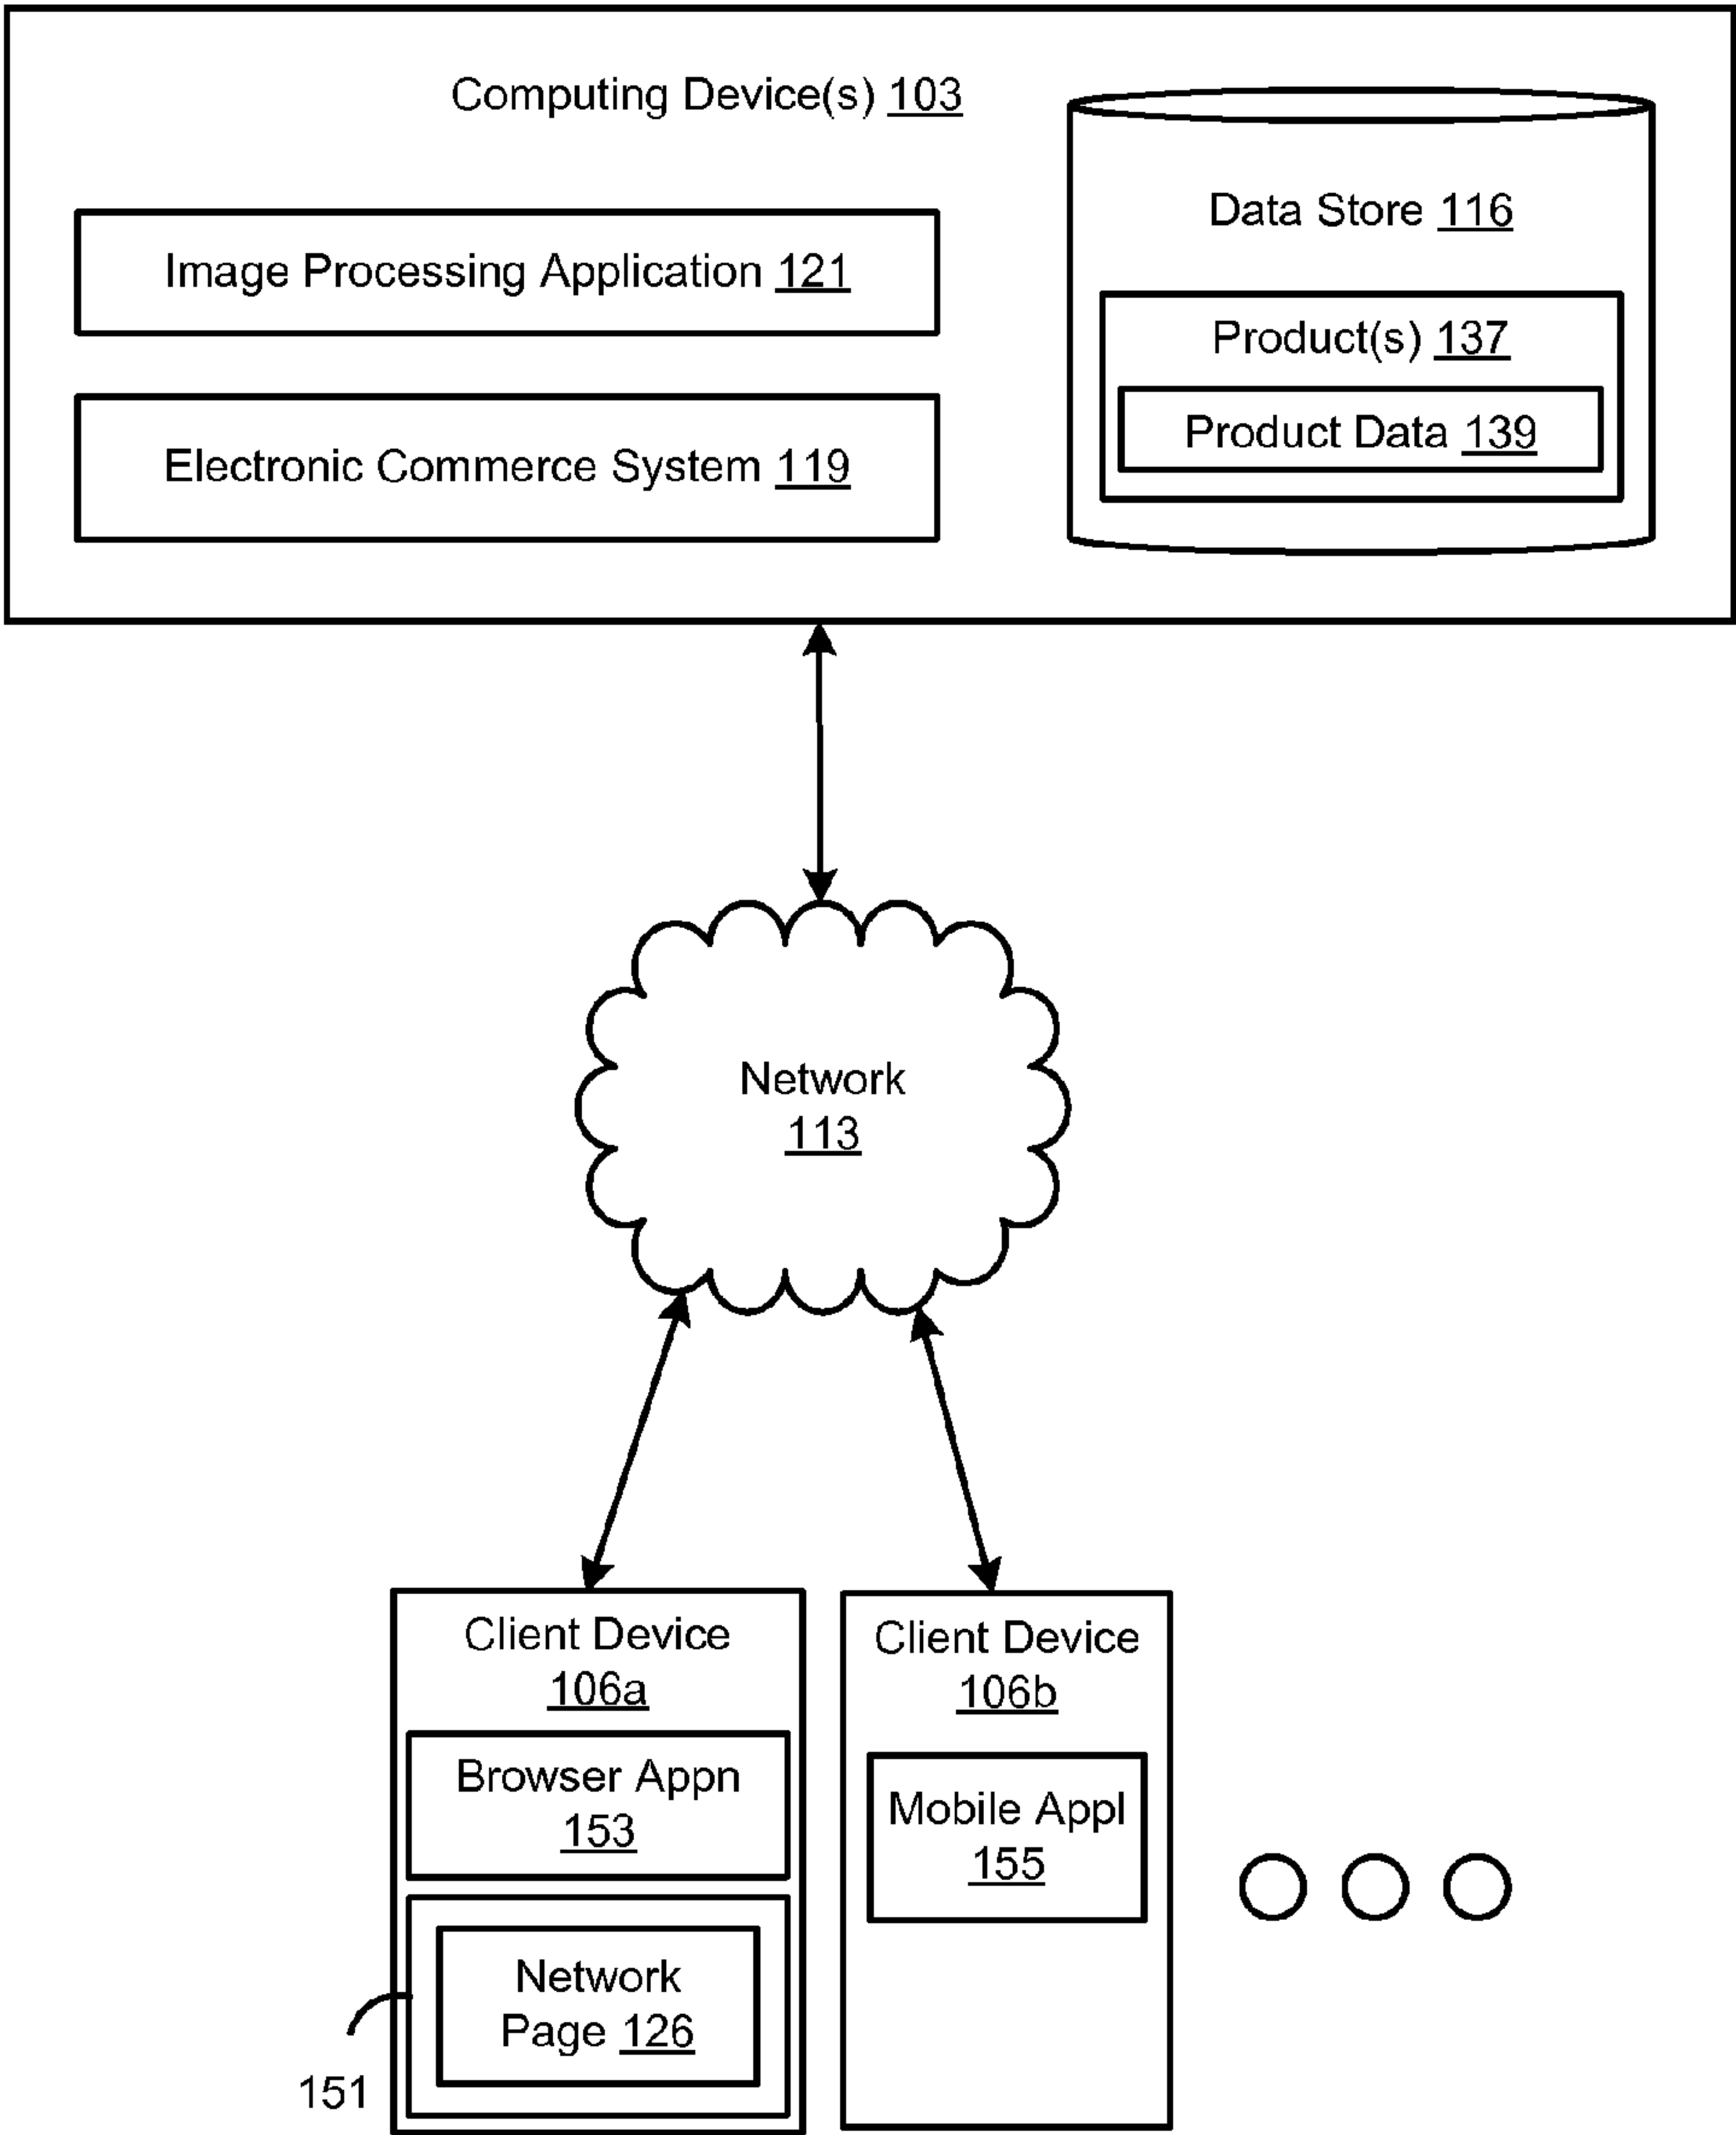 Computing Device(s) 103
Image Processing Application 121
Electronic Commerce System 119
Data Store 116
Product(s) 137
Product Data 139
Network
113
Client Device
106a
Browser Appn
153
Network
Page 126
151
Client Device
106b
Mobile Appl
155